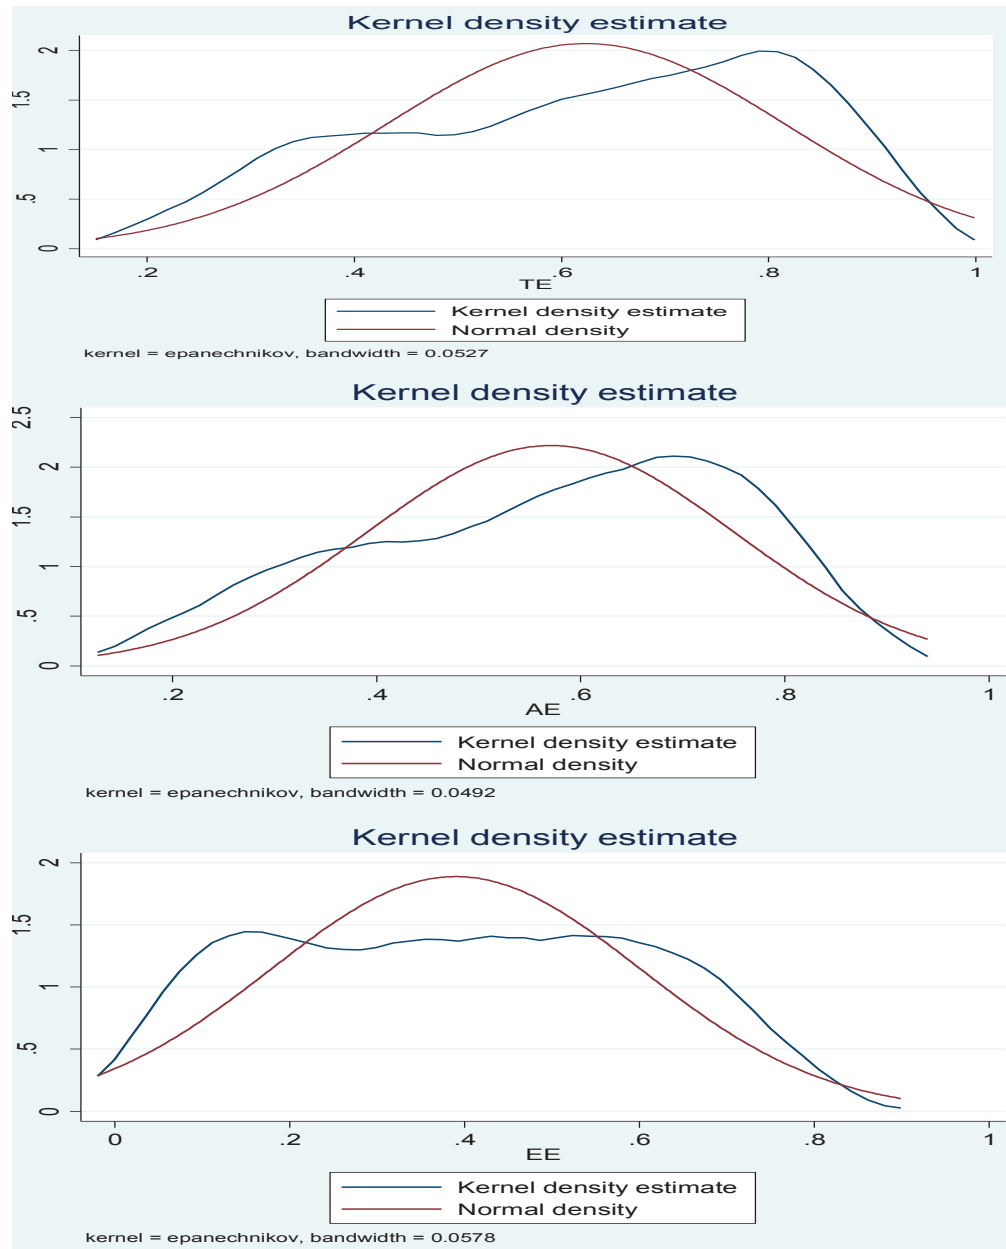 Kernel density estimate
2
1.5
1
.5
0
.2 .4 .6 .8 1
TE
Kernel density estimate
Normal density
kernel = epanechnikov, bandwidth = 0.0527
Kernel density estimate
2.5
2
1.5
1
.5
0
.2 .4 .6 .8 1
AE
Kernel density estimate
Normal density
kernel = epanechnikov, bandwidth = 0.0492
Kernel density estimate
2
1.5
1
.5
0
0 .2 .4 .6 .8 1
EE
Kernel density estimate
Normal density
kernel = epanechnikov, bandwidth = 0.0578